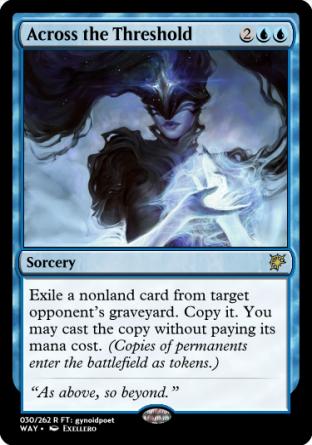 Across the Threshold 2
Sorcery
Exile a nonland card from target
opponent's graveyard. Copy it. You
may cast the copy without paying its
mana cost. (Copies of permanents
enter the battlefield as tokens.)
"As above, so beyond."
030/262 R FT: gynoidpoet
WAY • EXELLERO